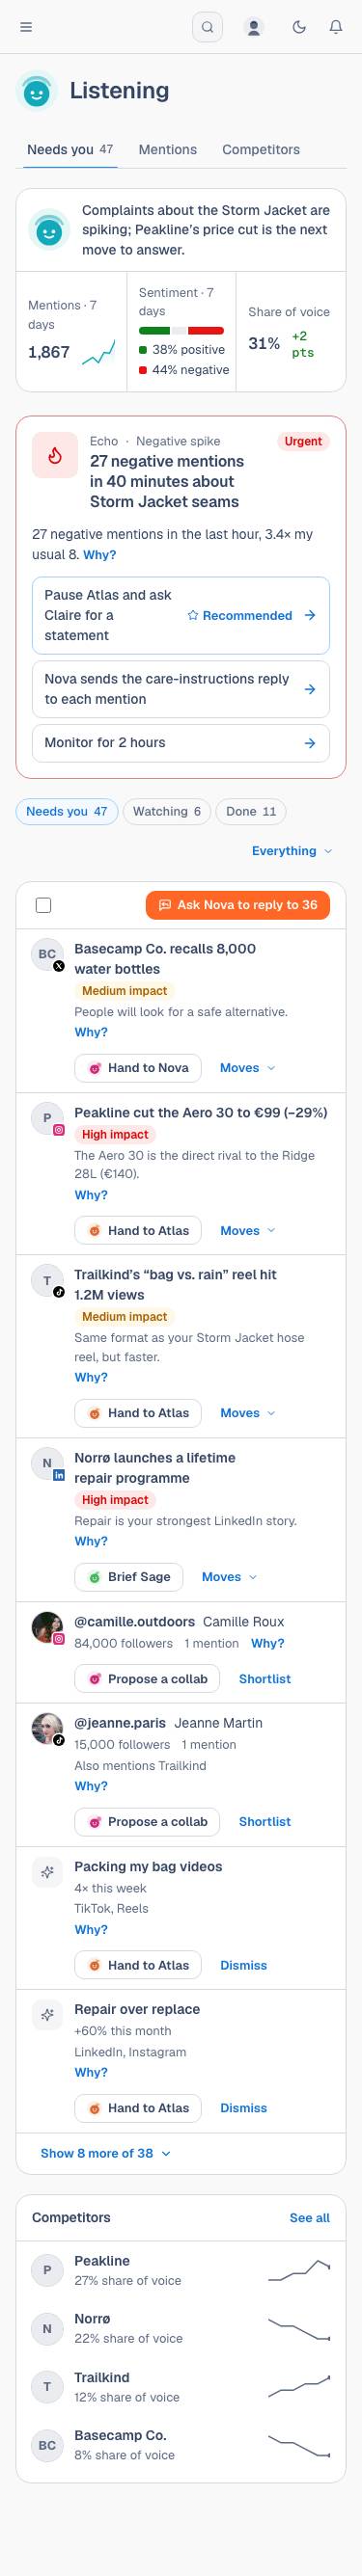 Listening
Needs you 47
Mentions
Competitors
Complaints about the Storm Jacket are
spiking; Peakline’s price cut is the next
move to answer.
Mentions · 7
days
1,867
Sentiment · 7
days
38% positive
44% negative
Share of voice
31%
+2
pts
Echo · Negative spike
Urgent
27 negative mentions
in 40 minutes about
Storm Jacket seams
27 negative mentions in the last hour, 3.4× my
usual 8. Why?
Pause Atlas and ask
Claire for a
statement
Recommended
Nova sends the care-instructions reply
to each mention
Monitor for 2 hours
Needs you 47
Watching 6
Done 11
Everything
Ask Nova to reply to 36
BC
Basecamp Co. recalls 8,000
water bottles
Medium impact
People will look for a safe alternative.
Why?
Hand to Nova
Moves
P
Peakline cut the Aero 30 to €99 (−29%)
High impact
The Aero 30 is the direct rival to the Ridge
28L (€140).
Why?
Hand to Atlas
Moves
T
Trailkind’s “bag vs. rain” reel hit
1.2M views
Medium impact
Same format as your Storm Jacket hose
reel, but faster.
Why?
Hand to Atlas
Moves
N
Norrø launches a lifetime
repair programme
High impact
Repair is your strongest LinkedIn story.
Why?
Brief Sage
Moves
@camille.outdoors Camille Roux
84,000 followers 1 mention Why?
Propose a collab
Shortlist
@jeanne.paris Jeanne Martin
15,000 followers 1 mention
Also mentions Trailkind
Why?
Propose a collab
Shortlist
Packing my bag videos
4× this week
TikTok, Reels
Why?
Hand to Atlas
Dismiss
Repair over replace
+60% this month
LinkedIn, Instagram
Why?
Hand to Atlas
Dismiss
Show 8 more of 38
Competitors
See all
P
Peakline
27% share of voice
N
Norrø
22% share of voice
T
Trailkind
12% share of voice
BC
Basecamp Co.
8% share of voice